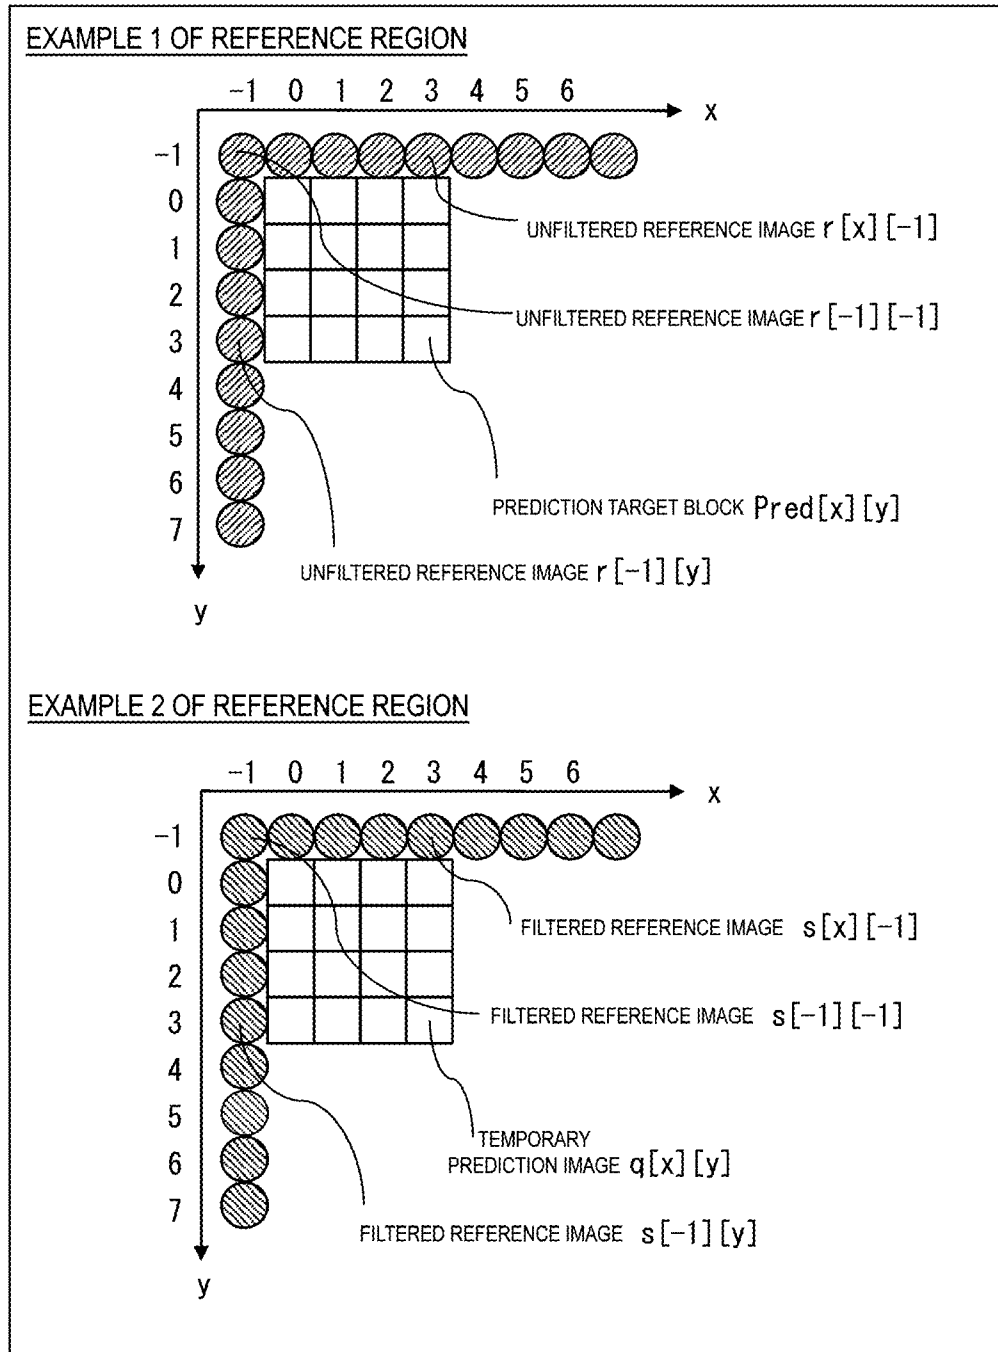 EXAMPLE 1 OF REFERENCE REGION
-1 0 1 2 3 4 5 6
x
-1
0
UNFILTERED REFERENCE IMAGE r[x][-1]
1
2
UNFILTERED REFERENCE IMAGE r[-1][-1]
3
4
5
6
PREDICTION TARGET BLOCK Pred[x][y]
7
UNFILTERED REFERENCE IMAGE r[-1][y]
y
EXAMPLE 2 OF REFERENCE REGION
-1 0 1 2 3 4 5 6
x
-1
0
1
FILTERED REFERENCE IMAGE s[x][-1]
2
3
FILTERED REFERENCE IMAGE s[-1][-1]
4
5
TEMPORARY
6
PREDICTION IMAGE q[x][y]
7
FILTERED REFERENCE IMAGE s[-1][y]
y